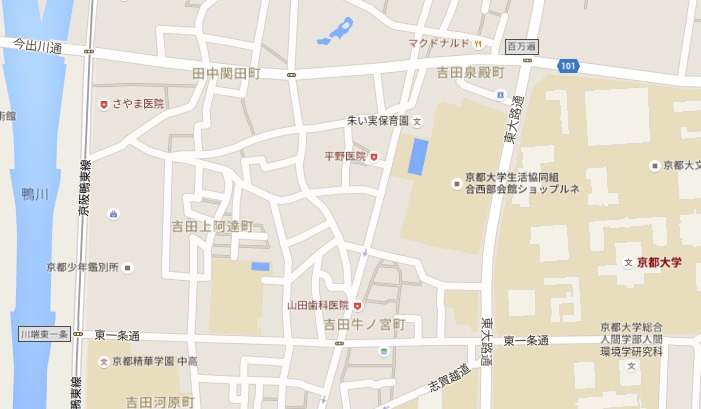 今出川通
マクドナルド
百万遍
田中関田町
吉田泉殿町
101
さやま医院
術館
朱い実保育園
東大路通
平野医院
京都大文
京阪鴨東線
京都大学生活協同組
合西部会館ショップルネ
鴨川
吉田上阿達町
京都少年鑑別所
京都大学
山田歯科医院
吉田牛ノ宮町
川端東一条
東一条通
東大路通
東一条通
京都大学総合
人間学部人間
環境学研究科
京都精華学園 中高
志賀越道
鴨東線
吉田河原町